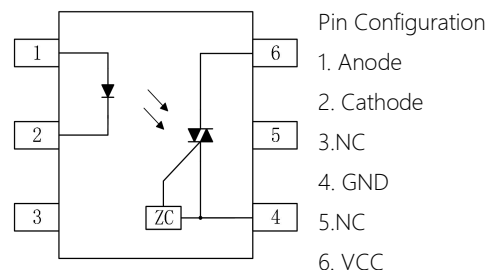 Pin Configuration
1. Anode
2. Cathode
3.NC
4. GND
5.NC
6. VCC
1
2
3
6
5
4
ZC